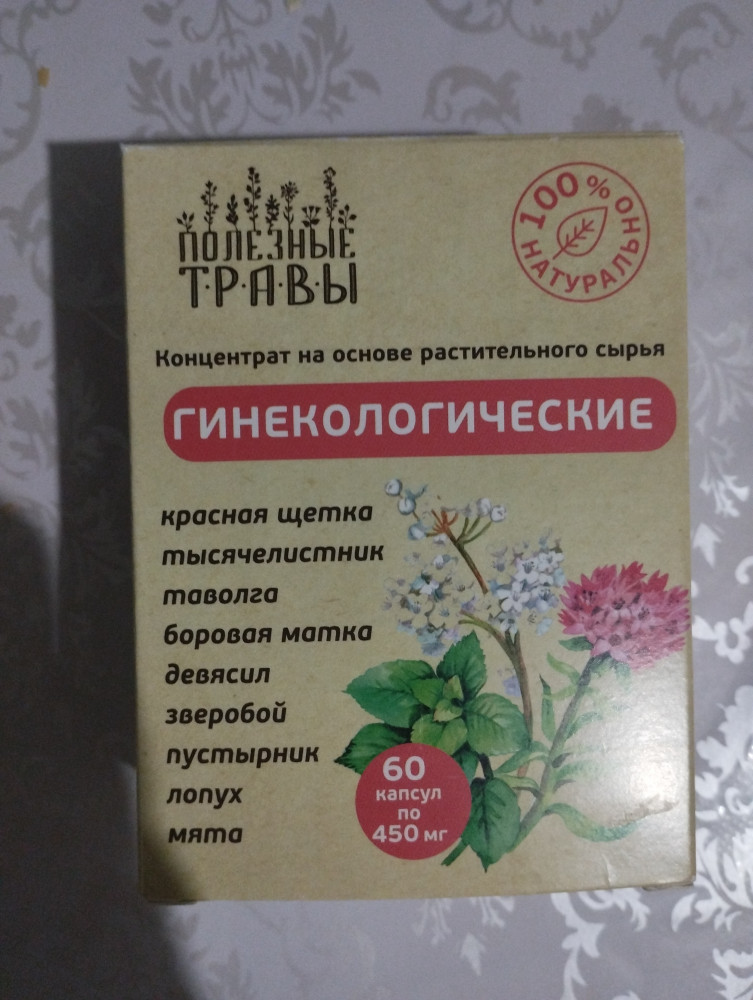 ПОЛЕЗНЫЕ
Т·Р·А·В·Ы
100% НАТУРАЛЬНО
Концентрат на основе растительного сырья
ГИНЕКОЛОГИЧЕСКИЕ
красная щетка
тысячелистник
таволга
боровая матка
девясил
зверобой
пустырник
лопух
мята
60
капсул
по
450 мг